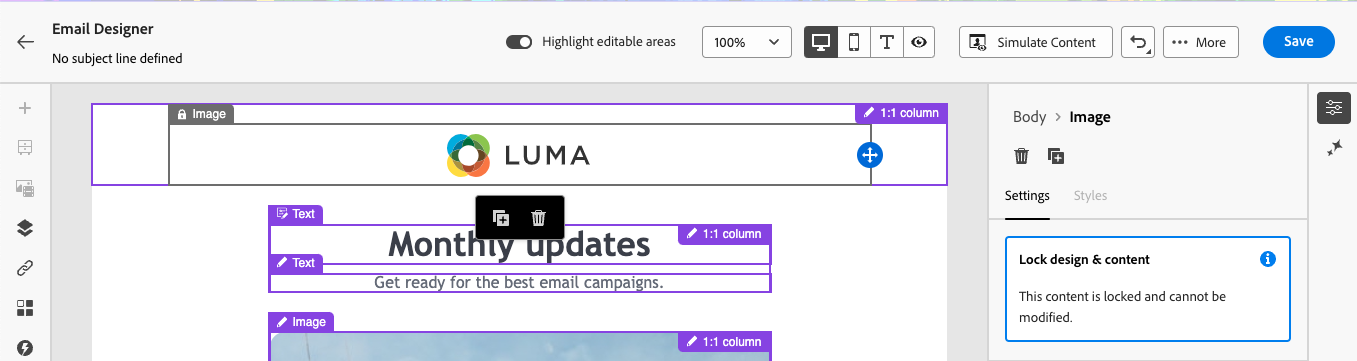 Email Designer
No subject line defined
Highlight editable areas
100%
Simulate Content
More
Save
Image
1:1 column
LUMA
Text
1:1 column
Monthly updates
Text
Get ready for the best email campaigns.
Image
1:1 column
Body > Image
Settings
Styles
Lock design & content
This content is locked and cannot be
modified.